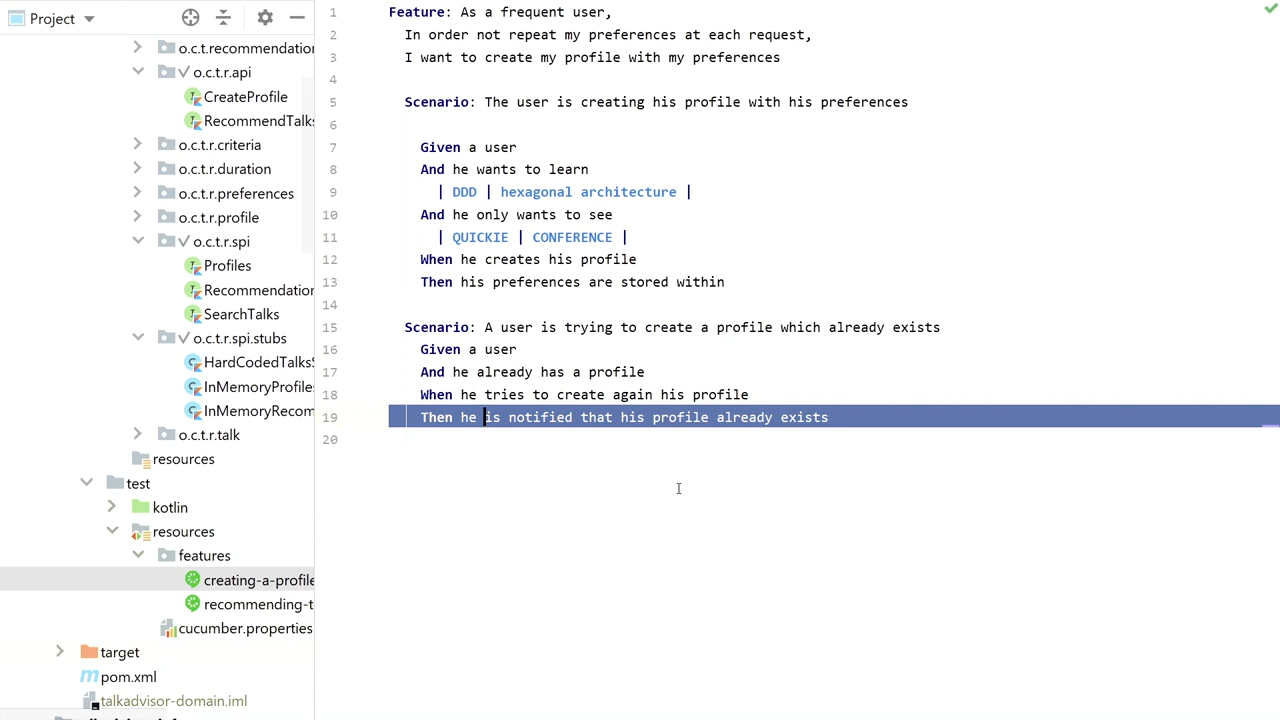 Project
o.c.t.recommendation
o.c.t.r.api
CreateProfile
RecommendTalks
o.c.t.r.criteria
o.c.t.r.duration
o.c.t.r.preferences
o.c.t.r.profile
o.c.t.r.spi
Profiles
Recommendation
SearchTalks
o.c.t.r.spi.stubs
HardCodedTalksS
InMemoryProfiles
InMemoryRecom
o.c.t.r.talk
resources
test
kotlin
resources
features
creating-a-profile
recommending-t
cucumber.properties
target
pom.xml
talkadvisor-domain.iml
1 Feature: As a frequent user,
2 In order not repeat my preferences at each request,
3 I want to create my profile with my preferences
4
5 Scenario: The user is creating his profile with his preferences
6
7 Given a user
8 And he wants to learn
9 | DDD | hexagonal architecture |
10 And he only wants to see
11 | QUICKIE | CONFERENCE |
12 When he creates his profile
13 Then his preferences are stored within
14
15 Scenario: A user is trying to create a profile which already exists
16 Given a user
17 And he already has a profile
18 When he tries to create again his profile
19 Then he is notified that his profile already exists
20